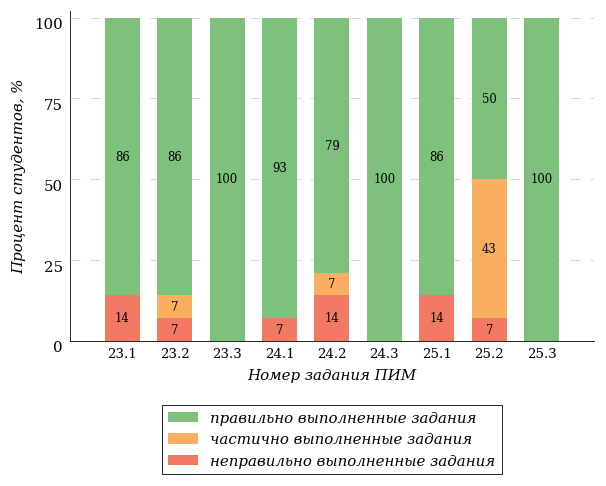 100
75
50
25
0
Процент студентов, %
86 86 100 93 79 100 86 50 100
7 7 43
14 7 7 14 14 7
23.1 23.2 23.3 24.1 24.2 24.3 25.1 25.2 25.3
Номер задания ПИМ
правильно выполненные задания
частично выполненные задания
неправильно выполненные задания